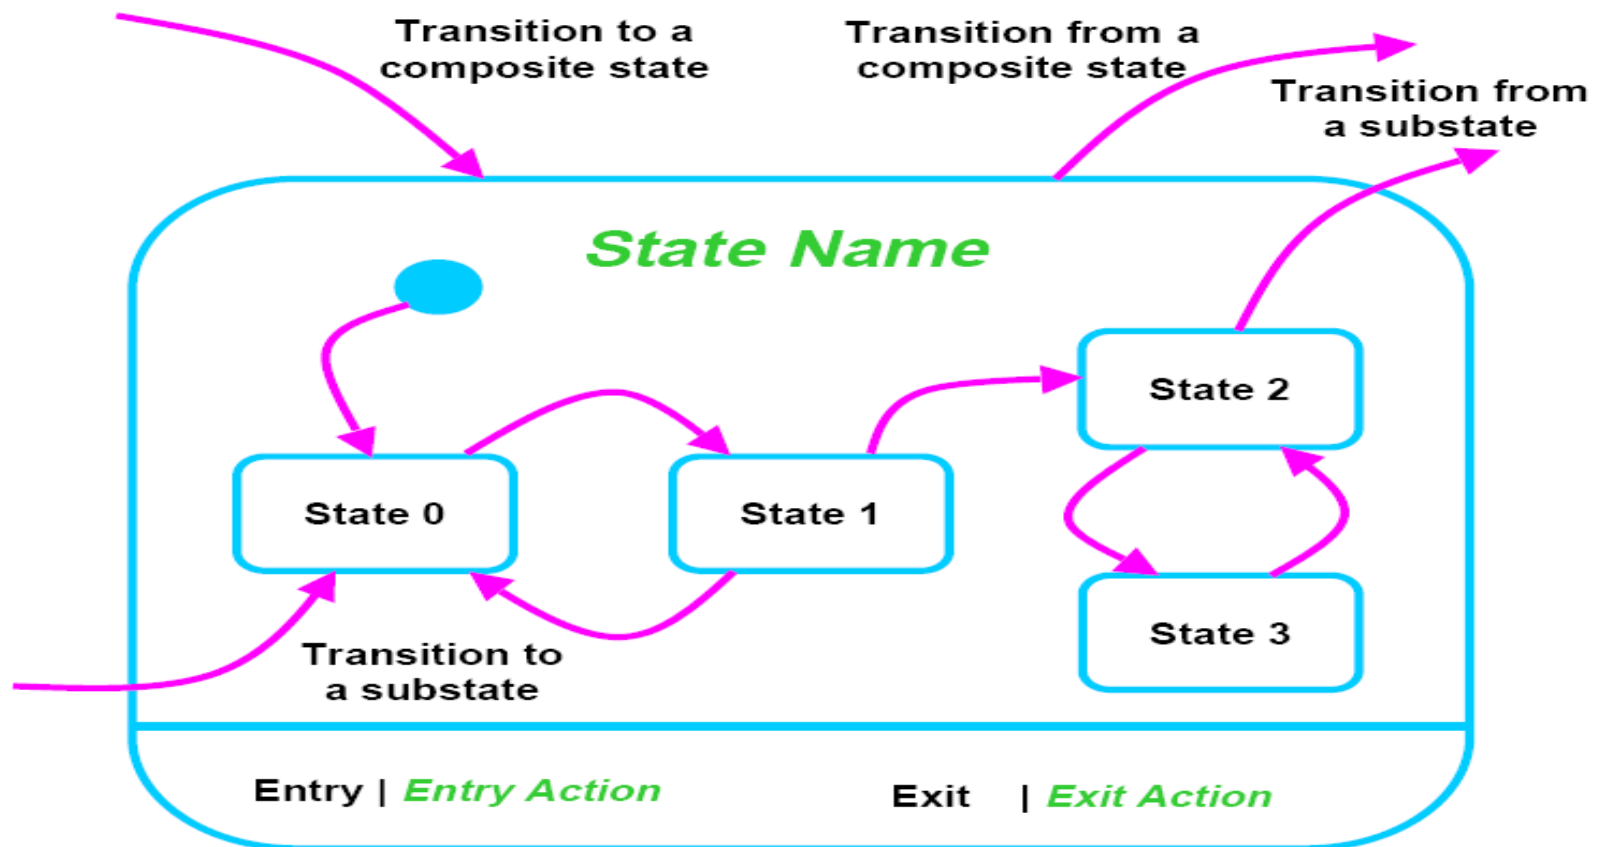 Transition to a
composite state
Transition from a
composite state
Transition from
a substate
State Name
State 2
State 0
State 1
State 3
Transition to
a substate
Entry | Entry Action
Exit | Exit Action